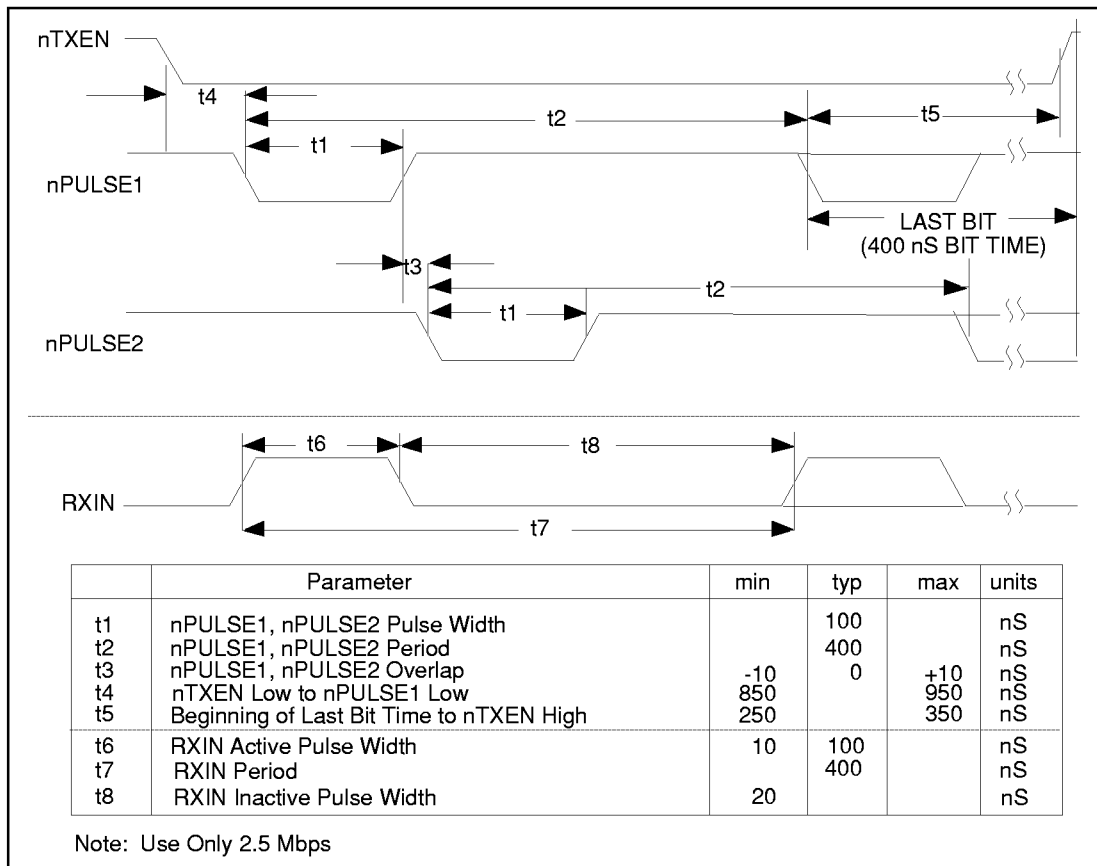 nTXEN
t4
t2
t5
t1
nPULSE1
LAST BIT
(400 nS BIT TIME)
t3
t2
t1
nPULSE2
t6
t8
RXIN
t7
Parameter min typ max units
t1 nPULSE1, nPULSE2 Pulse Width 100 nS
t2 nPULSE1, nPULSE2 Period 400 nS
t3 nPULSE1, nPULSE2 Overlap -10 0 +10 nS
t4 nTXEN Low to nPULSE1 Low 850 950 nS
t5 Beginning of Last Bit Time to nTXEN High 250 350 nS
t6 RXIN Active Pulse Width 10 100 nS
t7 RXIN Period 400 nS
t8 RXIN Inactive Pulse Width 20 nS
Note: Use Only 2.5 Mbps